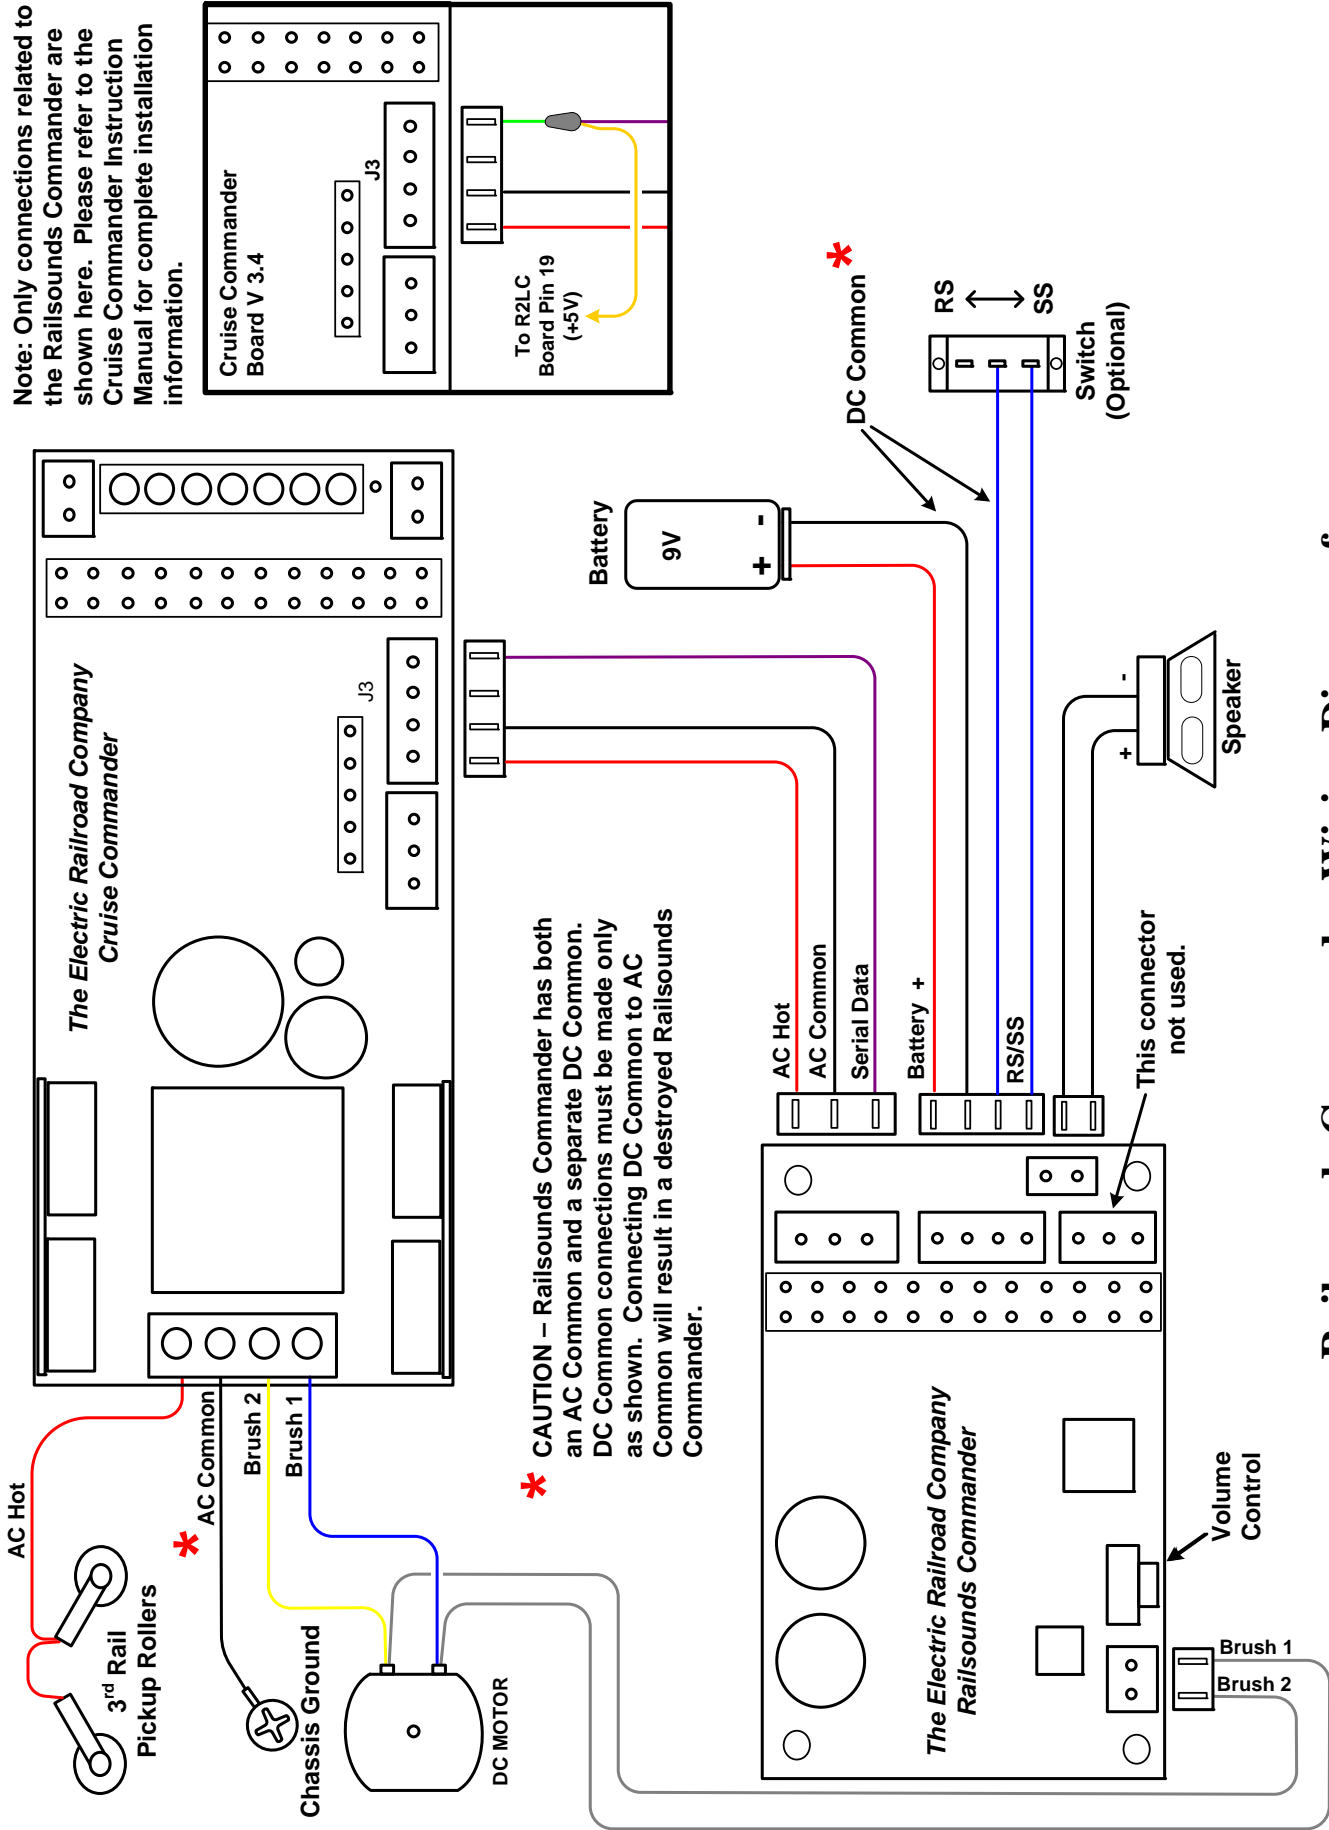 Note: Only connections related to
the Railsounds Commander are
shown here.  Please refer to the
Cruise Commander Instruction
Manual for complete installation
information.
Cruise Commander
Board V 3.4
J3
To R2LC
Board Pin 19
(+5V)
The Electric Railroad Company
Cruise Commander
J3
AC Hot
3rd Rail
Pickup Rollers
* AC Common
Brush 2
Brush 1
Chassis Ground
DC MOTOR
* CAUTION – Railsounds Commander has both
an AC Common and a separate DC Common.
DC Common connections must be made only
as shown.  Connecting DC Common to AC
Common will result in a destroyed Railsounds
Commander.
Battery
9V
+ -
DC Common *
RS
SS
Switch
(Optional)
AC Hot
AC Common
Serial Data
Battery +
RS/SS
+ -
Speaker
This connector
not used.
The Electric Railroad Company
Railsounds Commander
Volume
Control
Brush 1
Brush 2